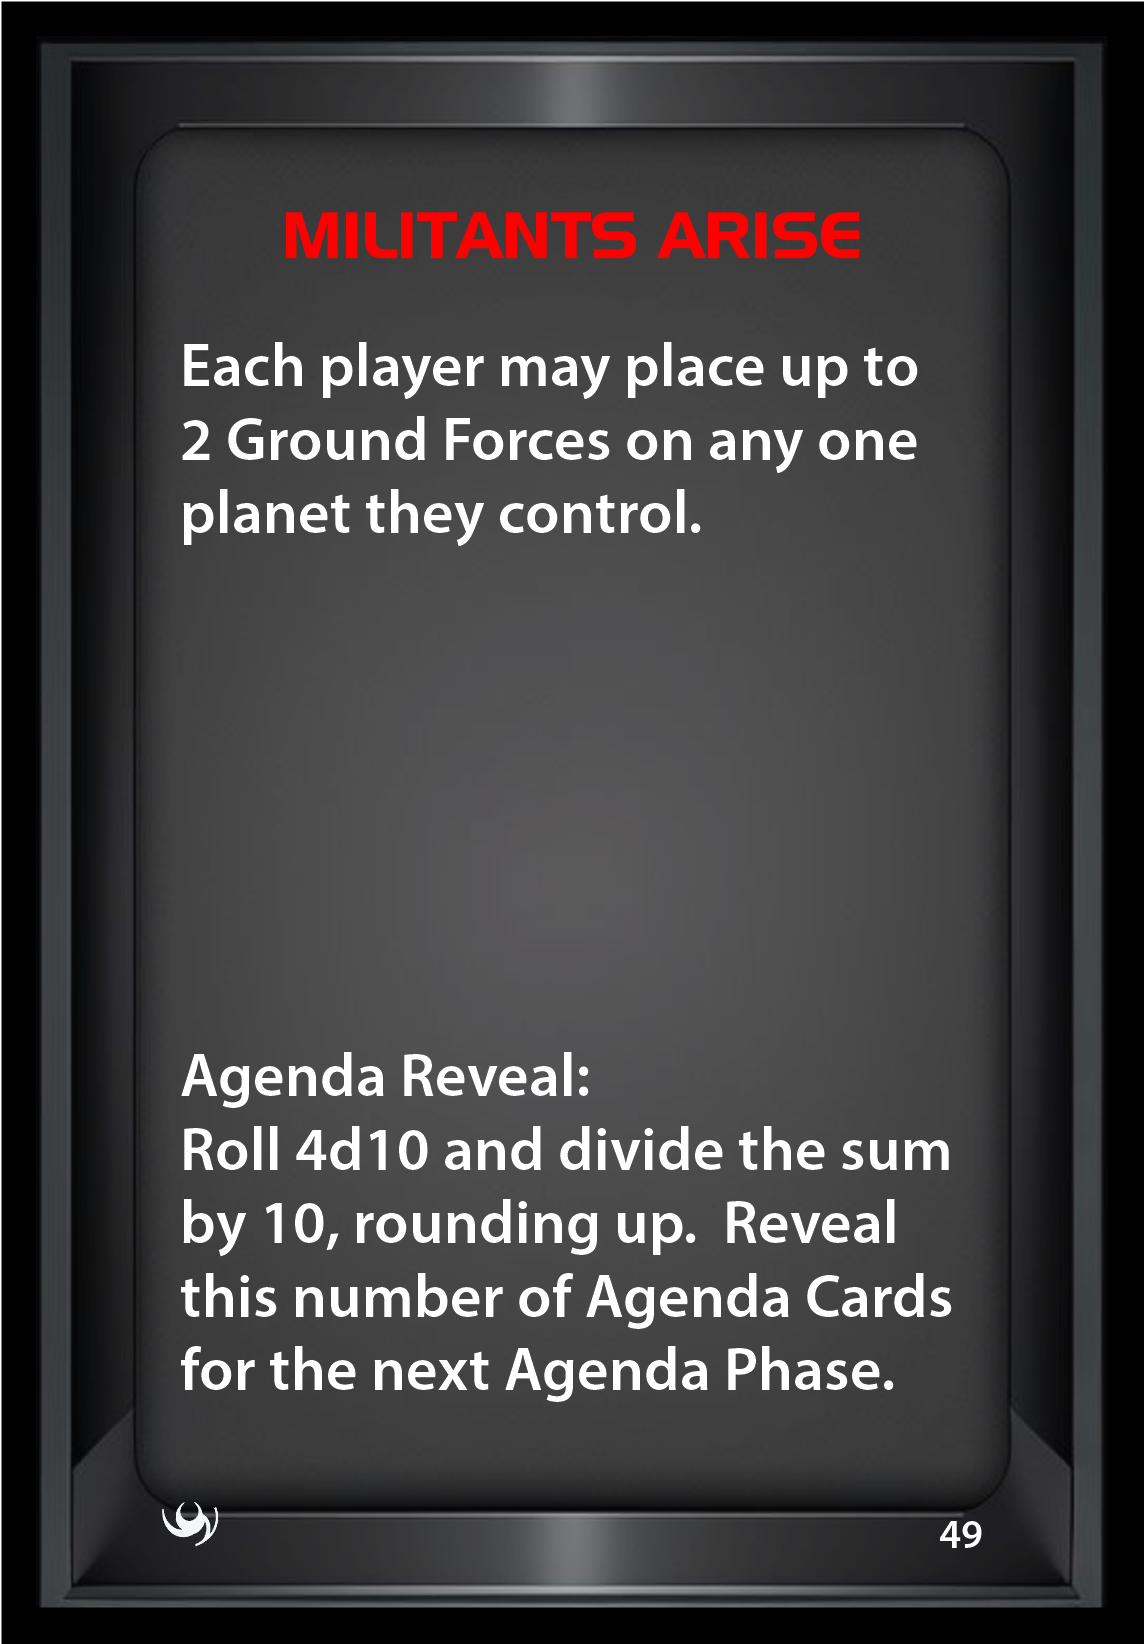 MILITANTS ARISE
Each player may place up to
2 Ground Forces on any one
planet they control.
Agenda Reveal:
Roll 4d10 and divide the sum
by 10, rounding up.  Reveal
this number of Agenda Cards
for the next Agenda Phase.
49